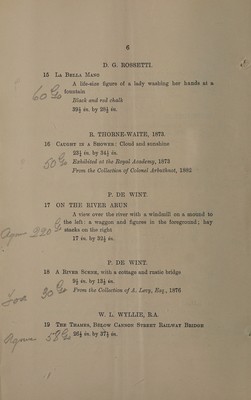 8
D. G. ROSSETTI.
15 LA BELLA MANO
A life-size figure of a lady washing her hands at a
fountain
Black and red chalk
39½ in. by 28½ in.
R. THORNE-WAITE, 1873.
16 CAUGHT IN A SHOWER: Cloud and sunshine
23½ in. by 34½ in.
Exhibited at the Royal Academy, 1873
From the Collection of Colonel Arbuthnot, 1882
P. DE WINT.
17 ON THE RIVER ARUN
A view over the river with a windmill on a mound to
the left: a waggon and figures in the foreground; hay
stacks on the right
17 in. by 32½ in.
P. DE WINT.
18 A RIVER SCENE, with a cottage and rustic bridge
9½ in. by 13½ in.
From the Collection of A. Levy, Esq., 1876
W. L. WYLLIE, R.A.
19 THE THAMES, BELOW CANNON STREET RAILWAY BRIDGE
26½ in. by 37½ in.